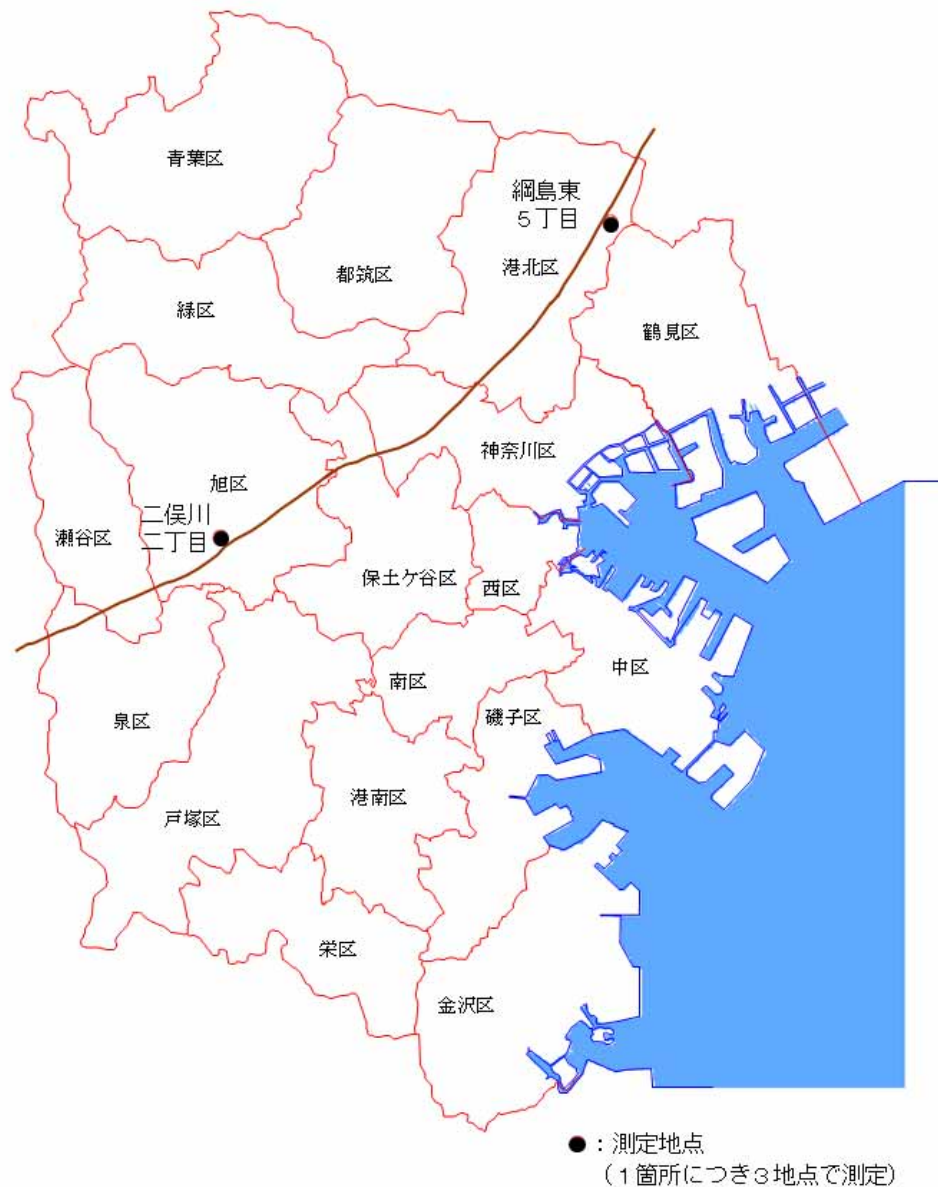 青葉区
綱島東
5丁目
都筑区
港北区
緑区
鶴見区
神奈川区
旭区
二俣川
二丁目
瀬谷区
保土ケ谷区
西区
中区
南区
磯子区
泉区
港南区
戸塚区
栄区
金沢区
●:測定地点
(1箇所につき3地点で測定)